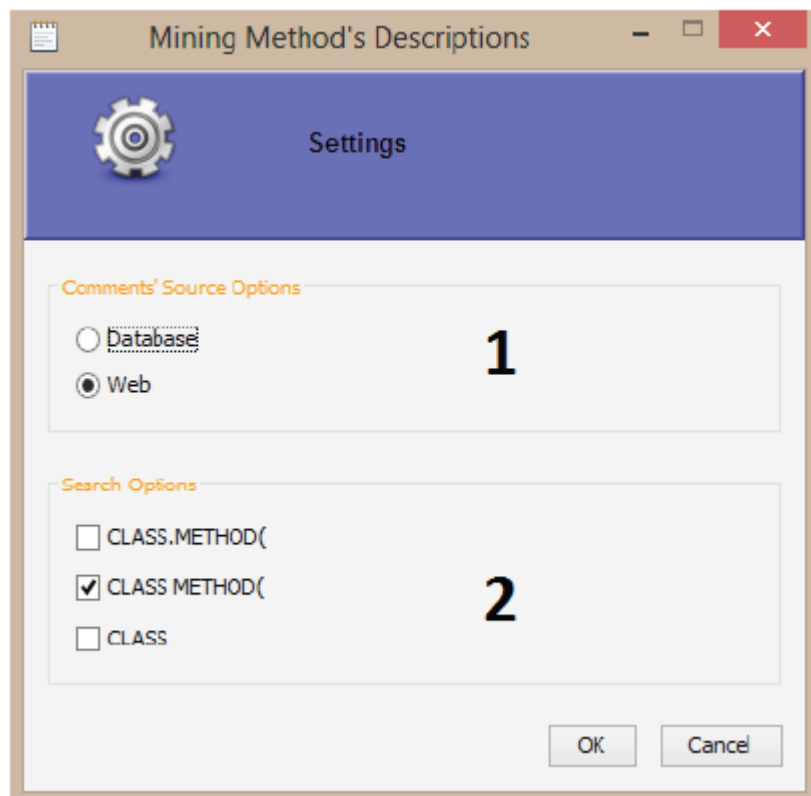 Mining Method's Descriptions
Settings
Comments' Source Options
Database
Web
1
Search Options
CLASS.METHOD(
CLASS METHOD(
CLASS
2
OK
Cancel